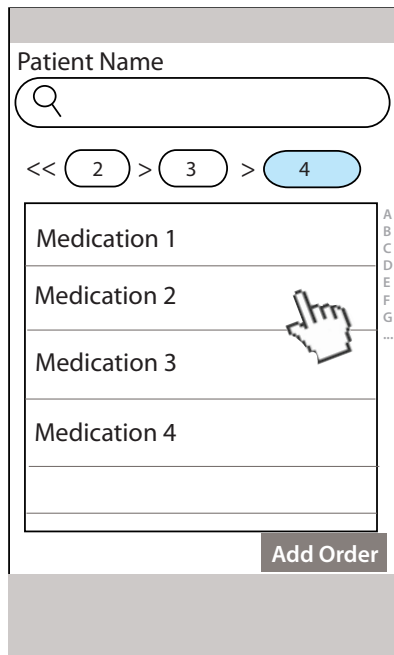 Patient Name
<< 2 > 3 > 4
Medication 1
Medication 2
Medication 3
Medication 4
A
B
C
D
E
F
G
...
Add Order